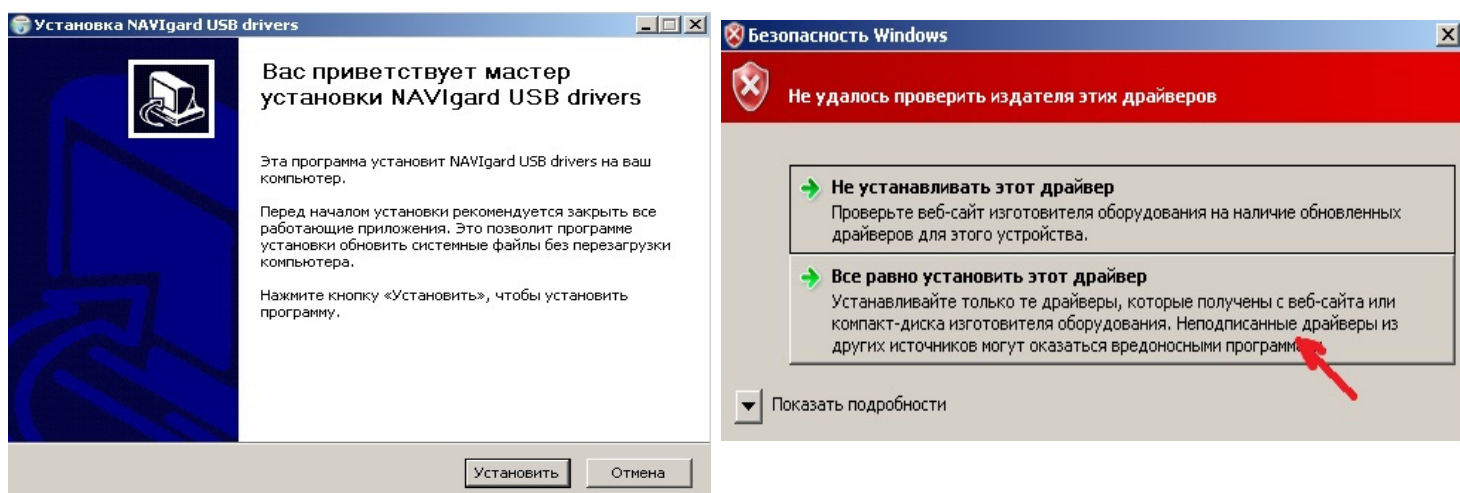 Установка NAVIgard USB drivers
Вас приветствует мастер
установки NAVIgard USB drivers
Эта программа установит NAVIgard USB drivers на ваш
компьютер.
Перед началом установки рекомендуется закрыть все
работающие приложения. Это позволит программе
установки обновить системные файлы без перезагрузки
компьютера.
Нажмите кнопку «Установить», чтобы установить
программу.
Установить
Отмена
Безопасность Windows
Не удалось проверить издателя этих драйверов
Не устанавливать этот драйвер
Проверьте веб-сайт изготовителя оборудования на наличие обновленных
драйверов для этого устройства.
Все равно установить этот драйвер
Устанавливайте только те драйверы, которые получены с веб-сайта или
компакт-диска изготовителя оборудования. Неподписанные драйверы из
других источников могут оказаться вредоносными
Показать подробности